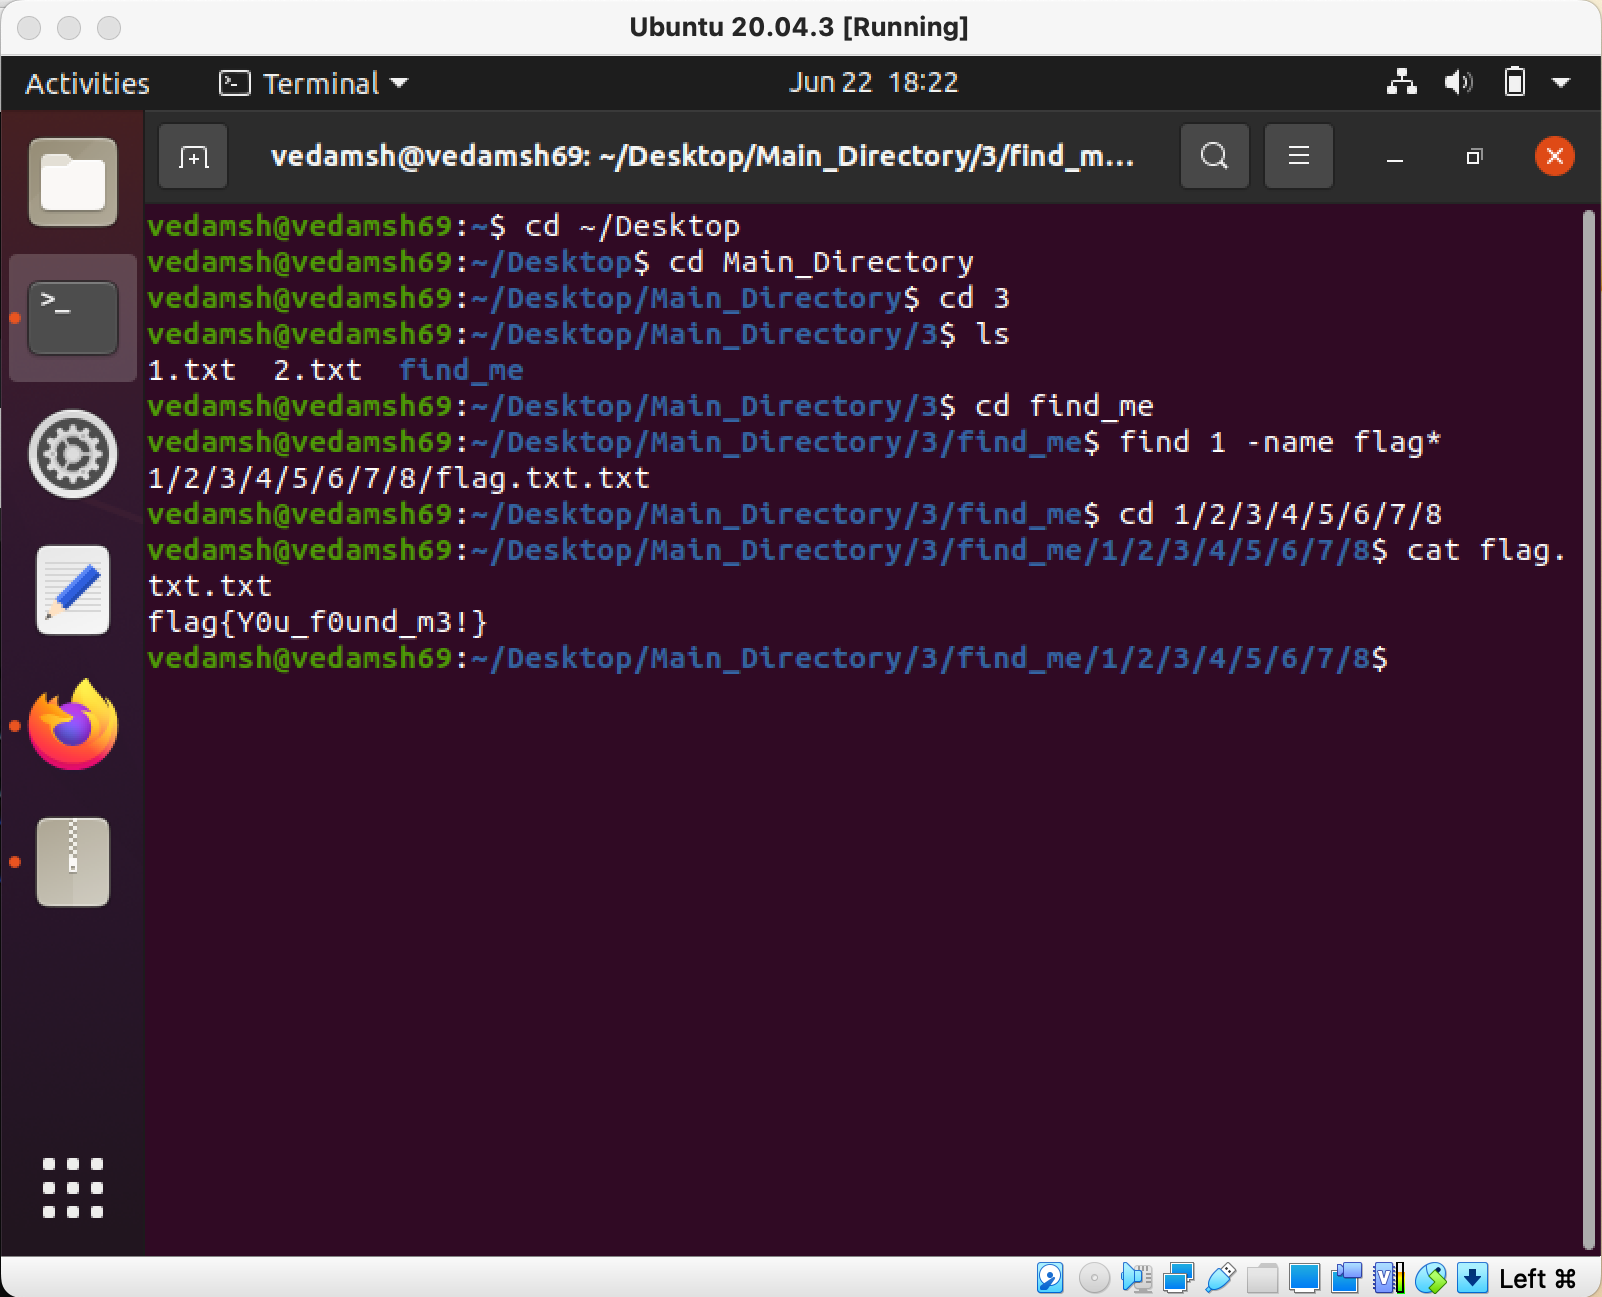 Ubuntu 20.04.3 [Running]
Activities
Terminal
Jun 22 18:22
vedamsh@vedamsh69: ~/Desktop/Main_Directory/3/find_m...
vedamsh@vedamsh69:~$ cd ~/Desktop
vedamsh@vedamsh69:~/Desktop$ cd Main_Directory
vedamsh@vedamsh69:~/Desktop/Main_Directory$ cd 3
vedamsh@vedamsh69:~/Desktop/Main_Directory/3$ ls
1.txt  2.txt  find_me
vedamsh@vedamsh69:~/Desktop/Main_Directory/3$ cd find_me
vedamsh@vedamsh69:~/Desktop/Main_Directory/3/find_me$ find 1 -name flag*
1/2/3/4/5/6/7/8/flag.txt.txt
vedamsh@vedamsh69:~/Desktop/Main_Directory/3/find_me$ cd 1/2/3/4/5/6/7/8
vedamsh@vedamsh69:~/Desktop/Main_Directory/3/find_me/1/2/3/4/5/6/7/8$ cat flag.
txt.txt
flag{Y0u_f0und_m3!}
vedamsh@vedamsh69:~/Desktop/Main_Directory/3/find_me/1/2/3/4/5/6/7/8$
Left ⌘